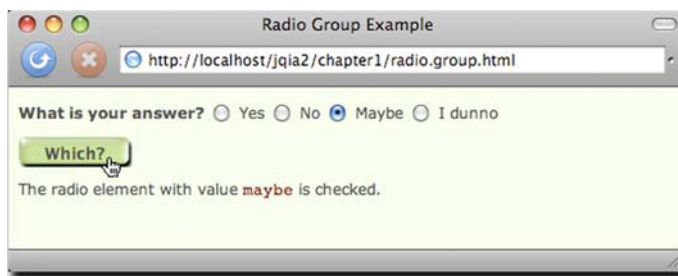 Radio Group Example
http://localhost/jqia2/chapter1/radio.group.html
What is your answer? Yes No Maybe I dunno
Which?
The radio element with value maybe is checked.